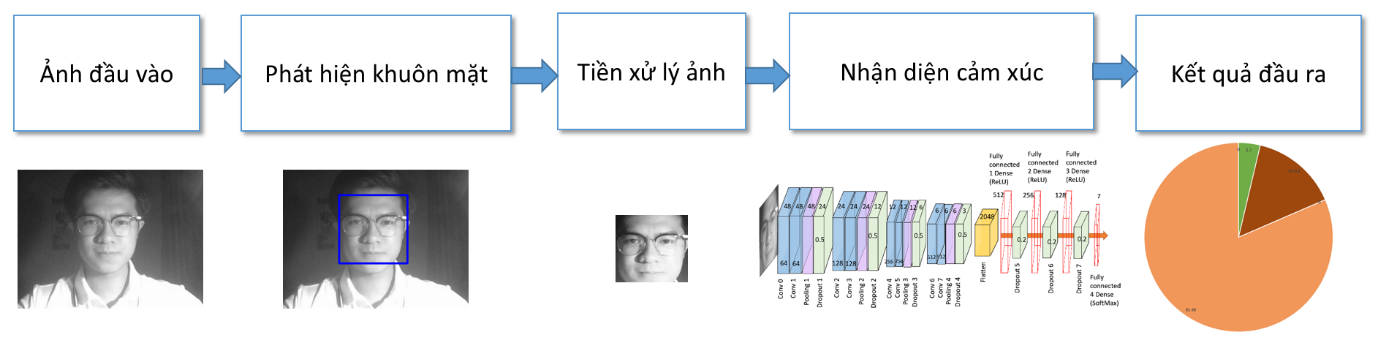 Ảnh đầu vào
Phát hiện khuôn mặt
Tiền xử lý ảnh
Nhận diện cảm xúc
Kết quả đầu ra
Fully
connected
1 Dense
(ReLU)
Fully
connected
2 Dense
(ReLU)
Fully
connected
3 Dense
(ReLU)
512
256
128
7
48 48 48 24
24 24 24 12
12 12 12 6
6 6 6 3
2048
0.5
0.5
0.5
0.5
0.2
0.2
0.2
64 64
128 128
256 256
512 512
Conv 0
Conv 1
Pooling 1
Dropout 1
Conv 2
Conv 3
Pooling 2
Dropout 2
Conv 4
Conv 5
Pooling 3
Dropout 3
Conv 6
Conv 7
Pooling 4
Dropout 4
Flatten
Dropout 5
Dropout 6
Dropout 7
Fully
connected
4 Dense
(SoftMax)